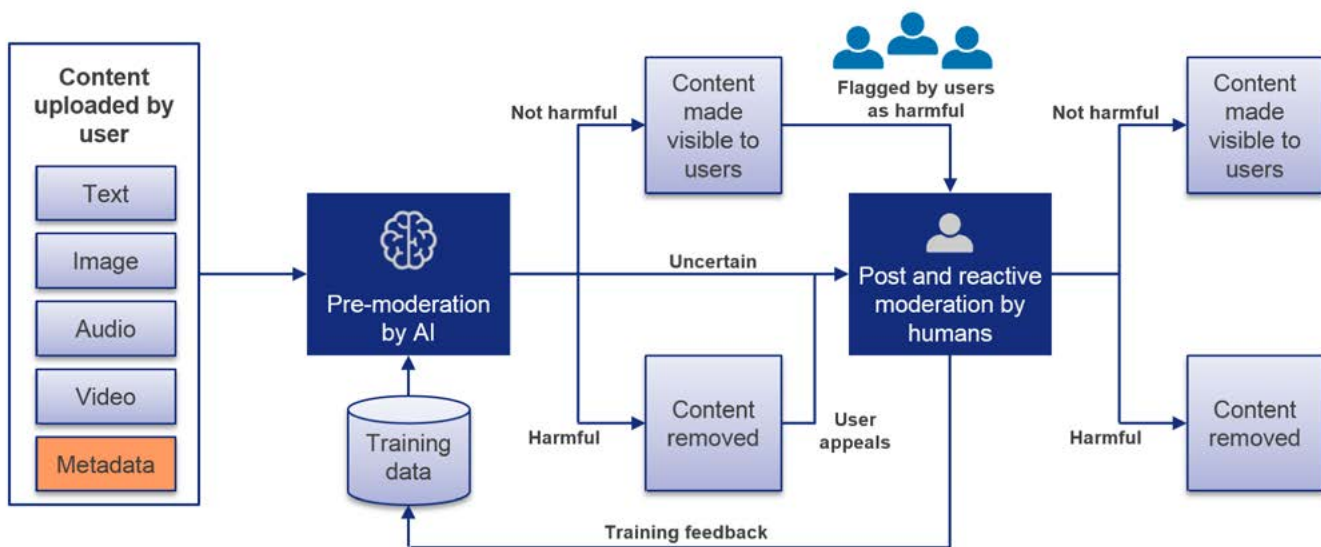 Content
uploaded by
user
Text
Image
Audio
Video
Metadata
Pre-moderation
by AI
Training
data
Not harmful
Content
made
visible to
users
Flagged by users
as harmful
Uncertain
Harmful
Content
removed
User
appeals
Post and reactive
moderation by
humans
Training feedback
Not harmful
Content
made
visible to
users
Harmful
Content
removed